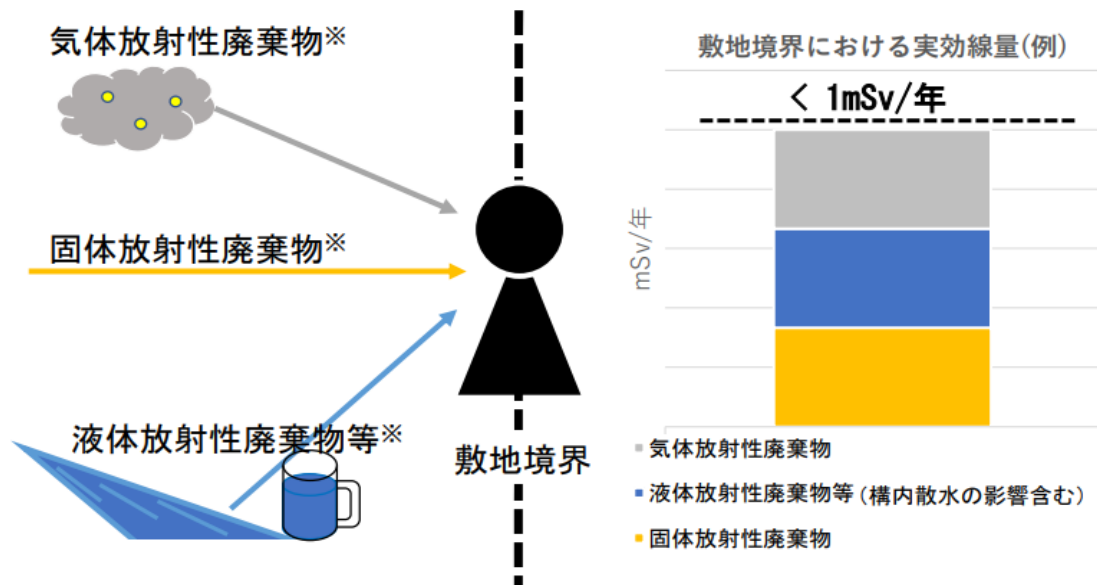 気体放射性廃棄物※
固体放射性廃棄物※
液体放射性廃棄物等※
敷地境界
敷地境界における実効線量(例)
< 1mSv/年
mSv/年
気体放射性廃棄物
液体放射性廃棄物等(構内散水の影響含む)
固体放射性廃棄物